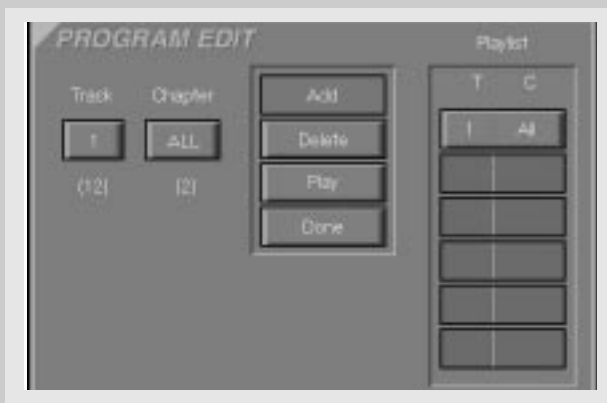 PROGRAM EDIT
Playlist
Track Chapter
1 ALL
(12) (2)
Add
Delete
Play
Done
T C
1 All